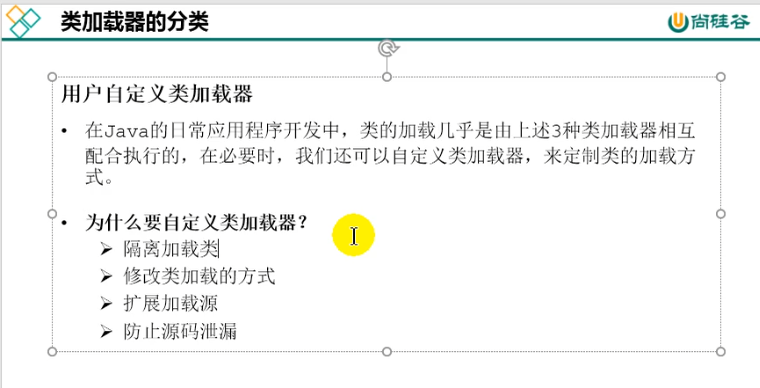 类加载器的分类
尚硅谷
用户自定义类加载器
• 在Java的日常应用程序开发中，类的加载几乎是由上述3种类加载器相互
配合执行的，在必要时，我们还可以自定义类加载器，来定制类的加载方
式。
• 为什么要自定义类加载器？
➢ 隔离加载类
➢ 修改类加载的方式
➢ 扩展加载源
➢ 防止源码泄漏